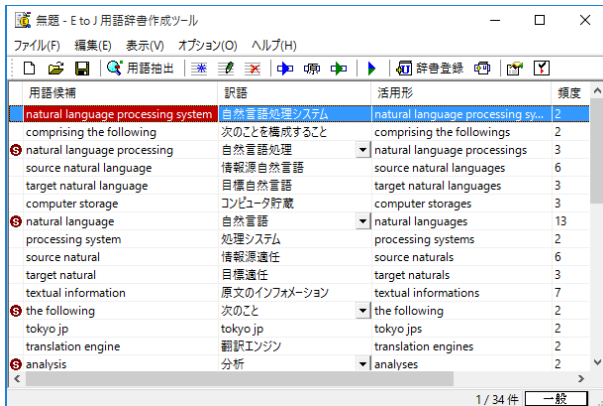 無題 - E to J 用語辞書作成ツール
ファイル(F) 編集(E) 表示(V) オプション(O) ヘルプ(H)
用語抽出 辞書登録
用語候補 訳語 活用形 頻度
natural language processing system 自然言語処理システム natural language processing sy... 2
comprising the following 次のことを構成すること comprising the followings 2
S natural language processing 自然言語処理 natural language processings 3
source natural language 情報源自然言語 source natural languages 6
target natural language 目標自然言語 target natural languages 3
computer storage コンピュータ貯蔵 computer storages 3
S natural language 自然言語 natural languages 13
processing system 処理システム processing systems 2
source natural 情報源適任 source naturals 6
target natural 目標適任 target naturals 3
textual information 原文のインフォメーション textual informations 7
S the following 次のこと the following 2
tokyo jp tokyo jp tokyo jps 2
translation engine 翻訳エンジン translation engines 2
S analysis 分析 analyses 2
1 / 34 件 一般